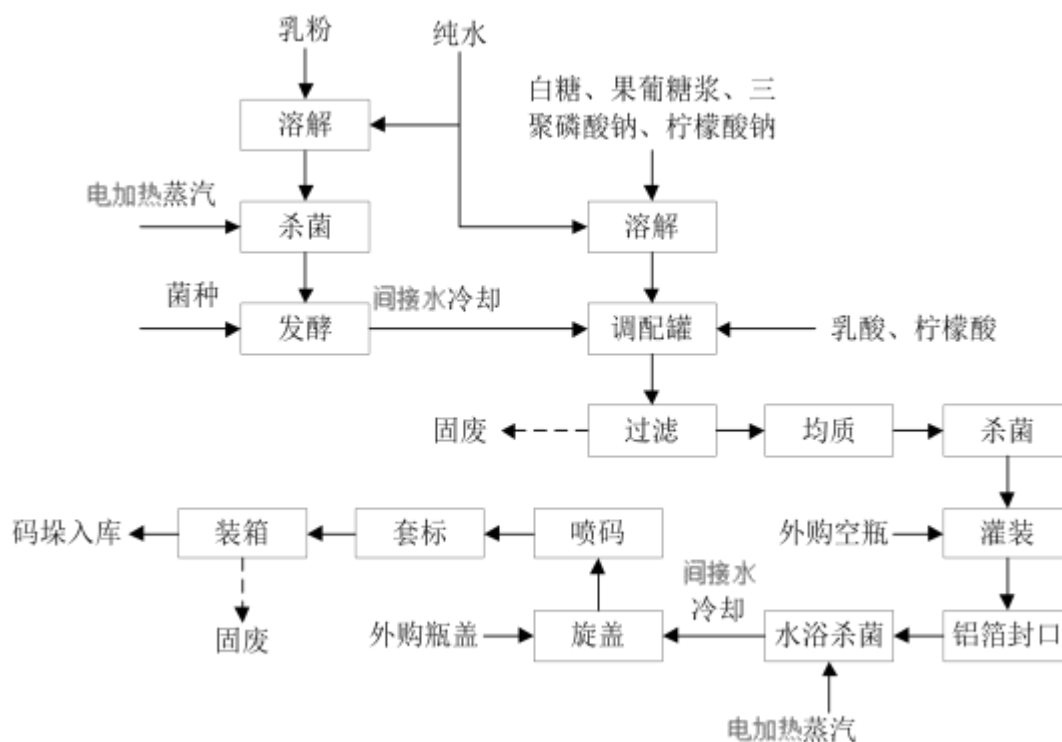 乳粉
纯水
白糖、果葡糖浆、三
聚磷酸钠、柠檬酸钠
溶解
电加热蒸汽
杀菌
溶解
菌种
发酵
间接水冷却
调配罐
乳酸、柠檬酸
固废
过滤
均质
杀菌
码垛入库
装箱
套标
喷码
外购空瓶
灌装
间接水
冷却
固废
外购瓶盖
旋盖
水浴杀菌
铝箔封口
电加热蒸汽